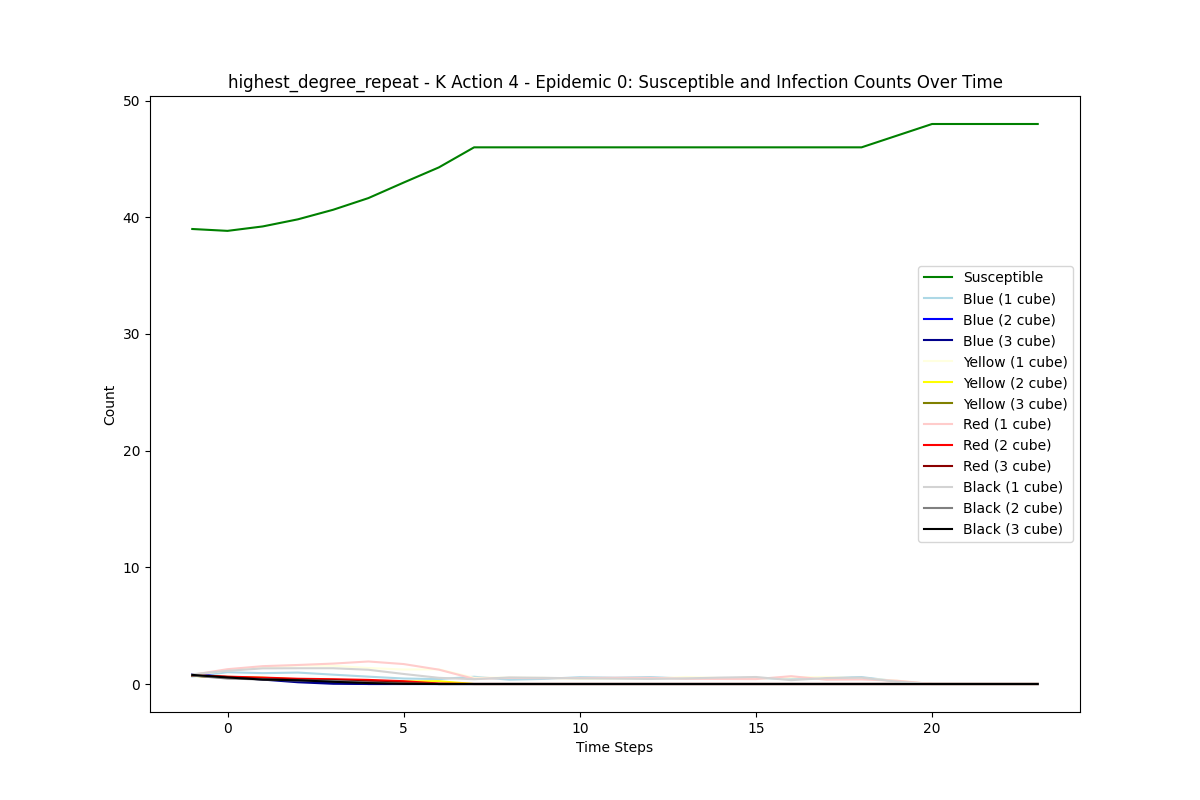 highest_degree_repeat - K Action 4 - Epidemic 0: Susceptible and Infection Counts Over Time
50
40
30
20
10
0
Count
Susceptible
Blue (1 cube)
Blue (2 cube)
Blue (3 cube)
Yellow (1 cube)
Yellow (2 cube)
Yellow (3 cube)
Red (1 cube)
Red (2 cube)
Red (3 cube)
Black (1 cube)
Black (2 cube)
Black (3 cube)
0 5 10 15 20
Time Steps